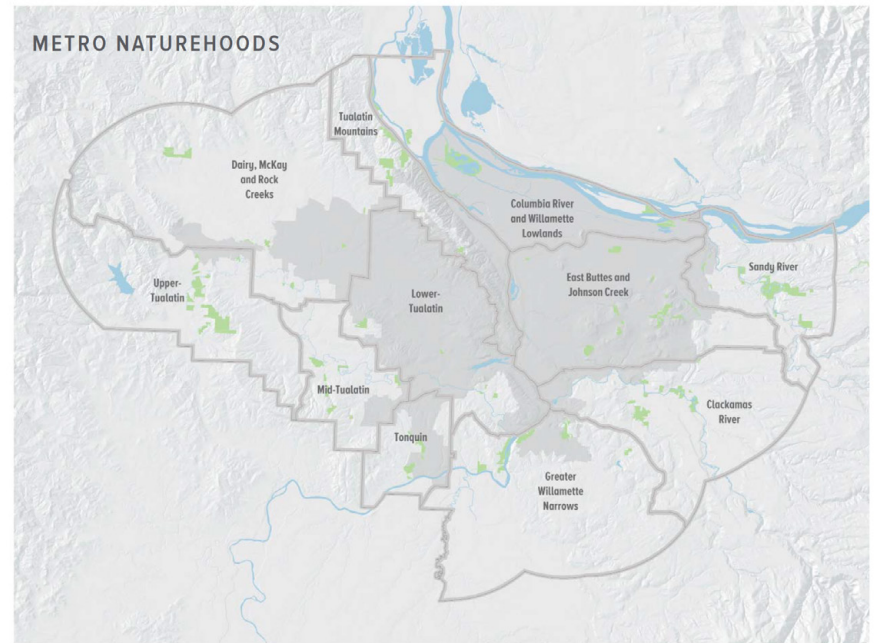 METRO NATUREHOODS
Tualatin
Mountains
Dairy, McKay
and Rock
Creeks
Columbia River
and Willamette
Lowlands
Sandy River
East Buttes and
Johnson Creek
Upper-
Tualatin
Lower-
Tualatin
Mid-Tualatin
Clackamas
River
Tonquin
Greater
Willamette
Narrows